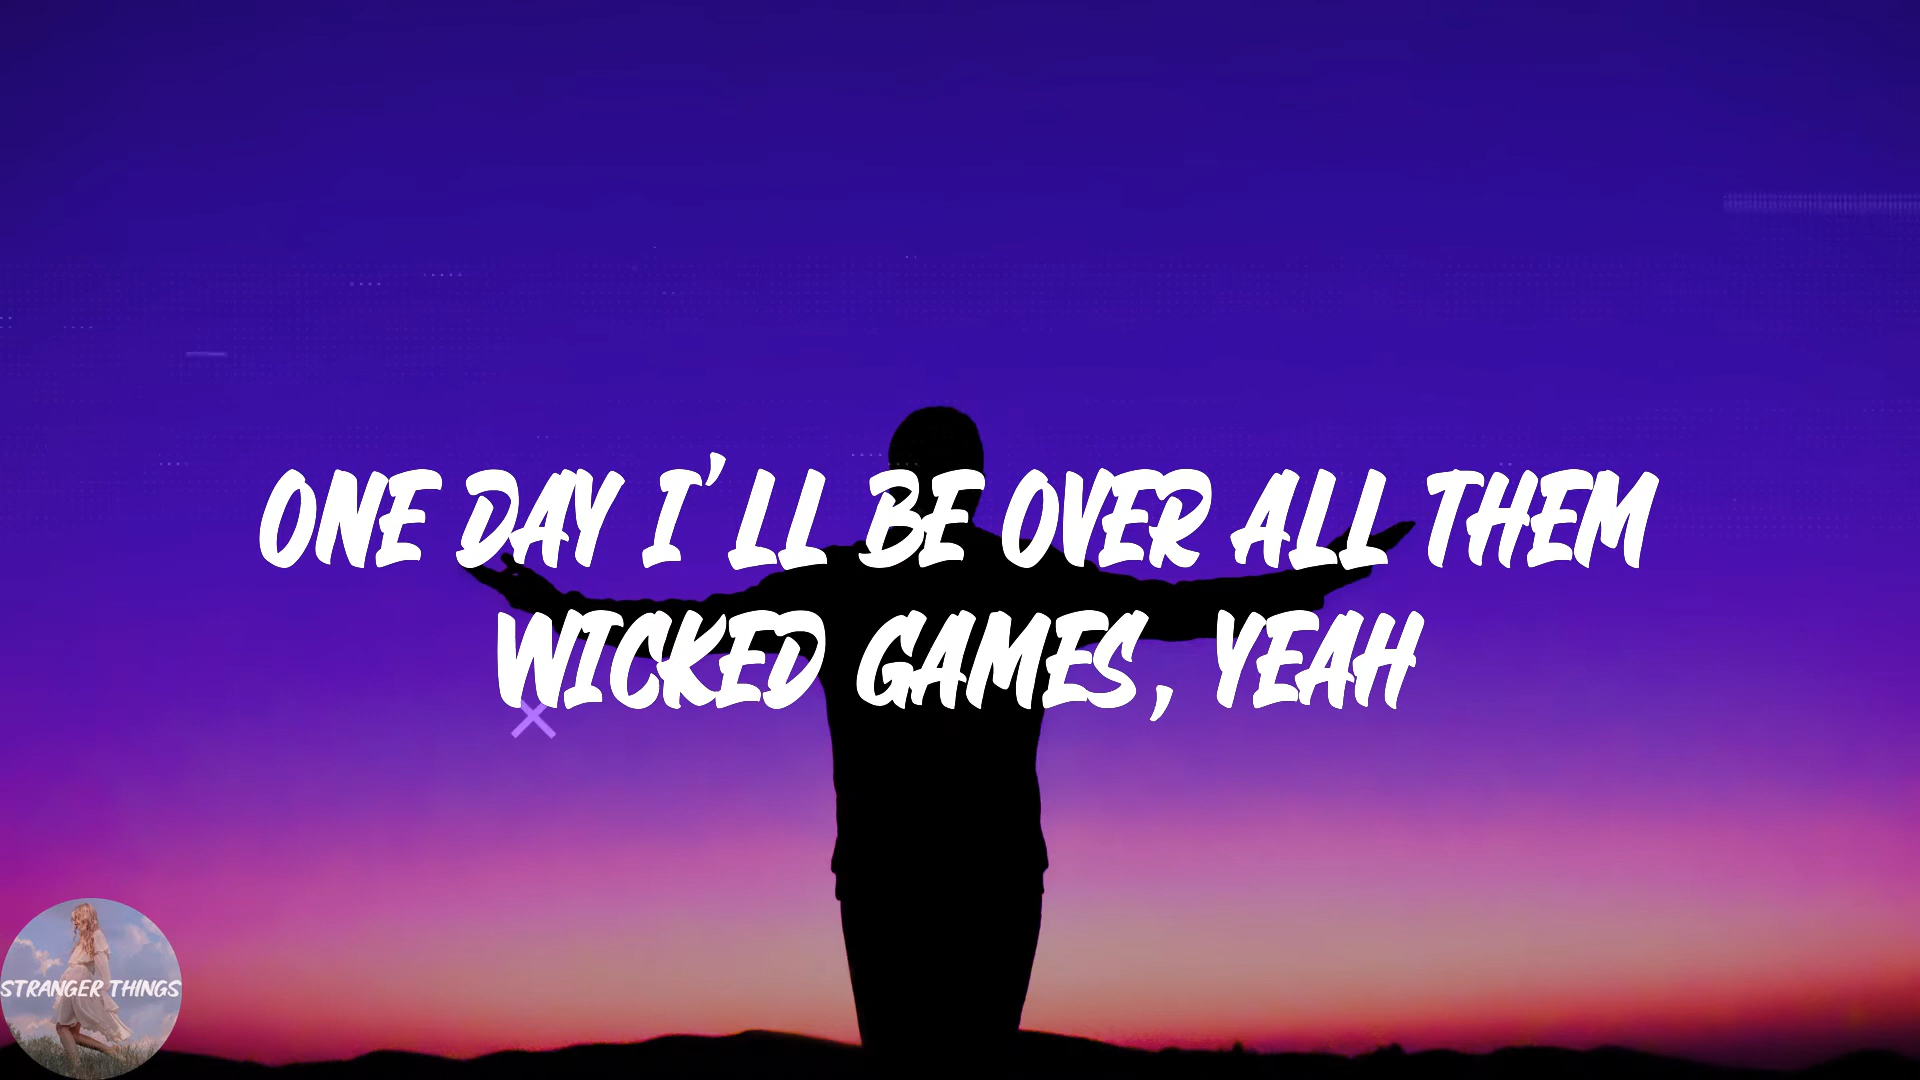 ONE DAY I'LL BE OVER ALL THEM
WICKED GAMES, YEAH
STRANGER THINGS